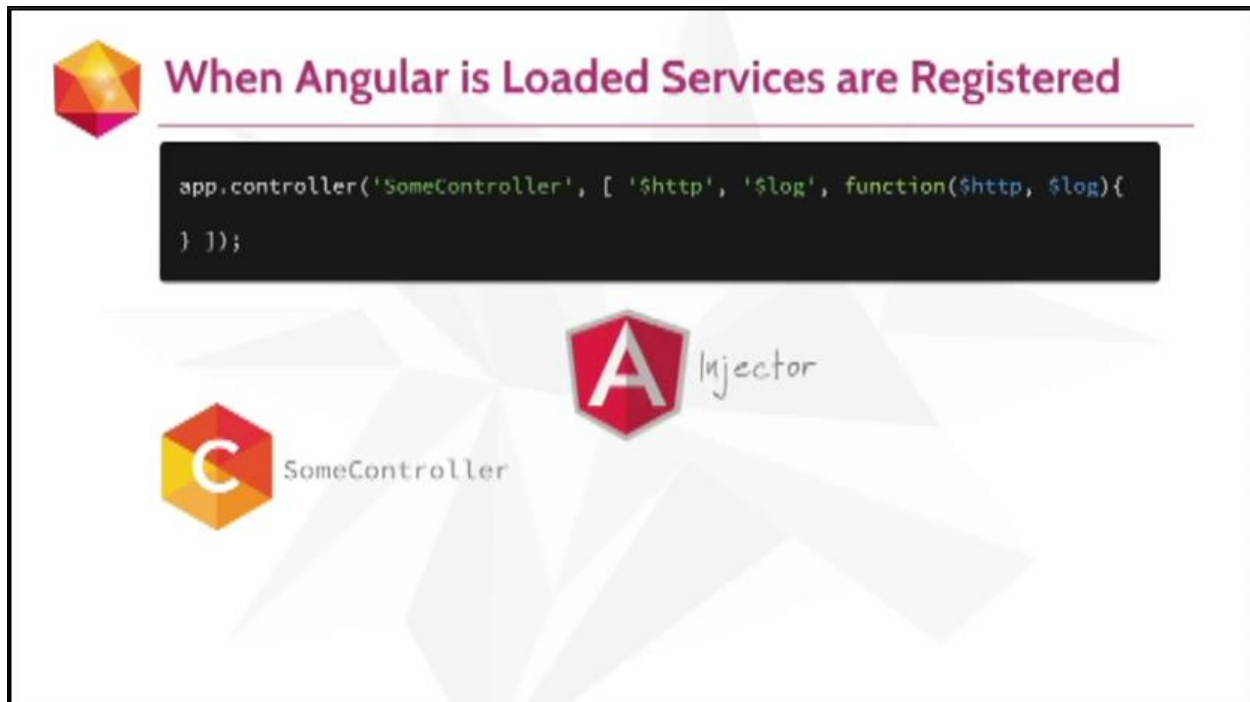 When Angular is Loaded Services are Registered
app.controller('SomeController', [ '$http', '$log', function($http, $log){
} ]);
A Injector
C SomeController